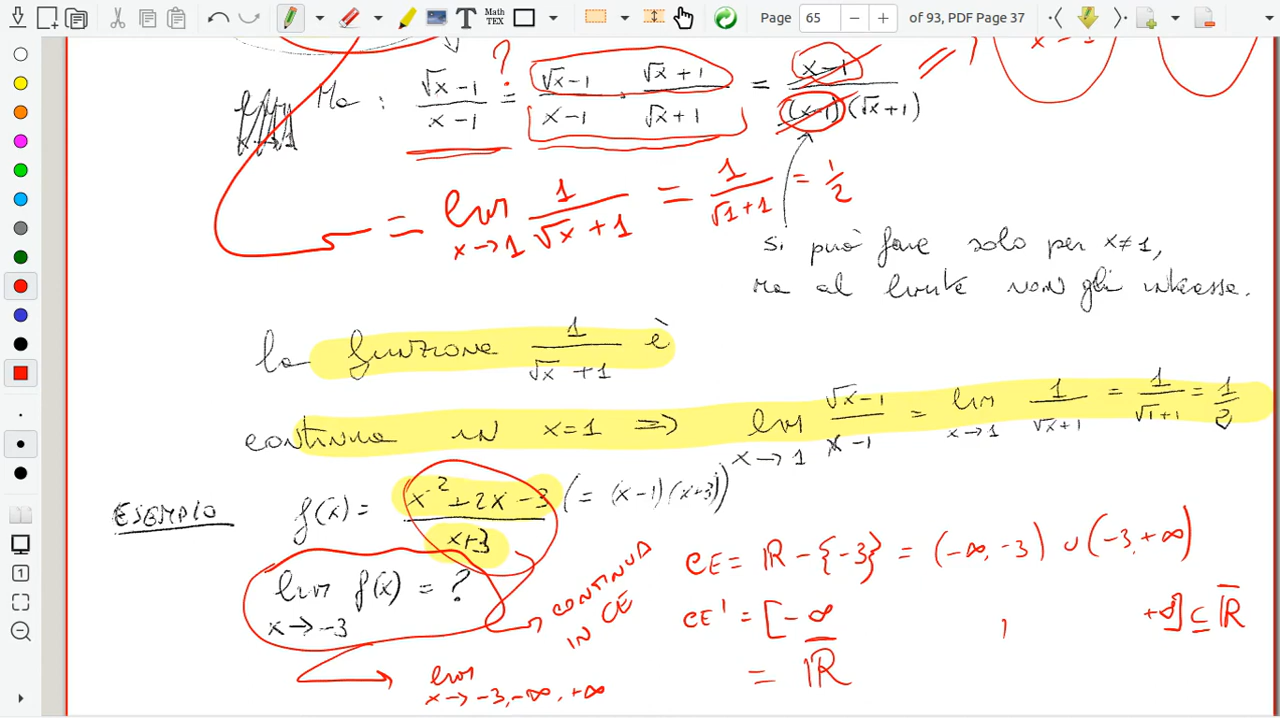 Page 65 of 93, PDF Page 37
Ma : (√x −1)/(x −1) = (√x −1)/(x −1) · (√x +1)/(√x +1) = (x−1)/((x−1)(√x+1)) =
?
= lim x→1 1/(√x +1) = 1/(√1+1) = 1/2
si può fare solo per x≠1,
ma al limite non gli interessa.
la funzione 1/(√x +1) è
continua in x=1 => lim x→1 (√x−1)/(x−1) = lim x→1 1/(√x+1) = 1/(√1+1) = 1/2
ESEMPIO f(x) = (x²+2x−3)/(x+3) (= (x−1)(x+3))
CE = R − {−3} = (−∞, −3) ∪ (−3, +∞)
lim x→−3 f(x) = ?
CONTINUA
IN CE
CE' = [−∞ , +∞] ⊆ R̅
= R̅
lim x→ −3, −∞, +∞